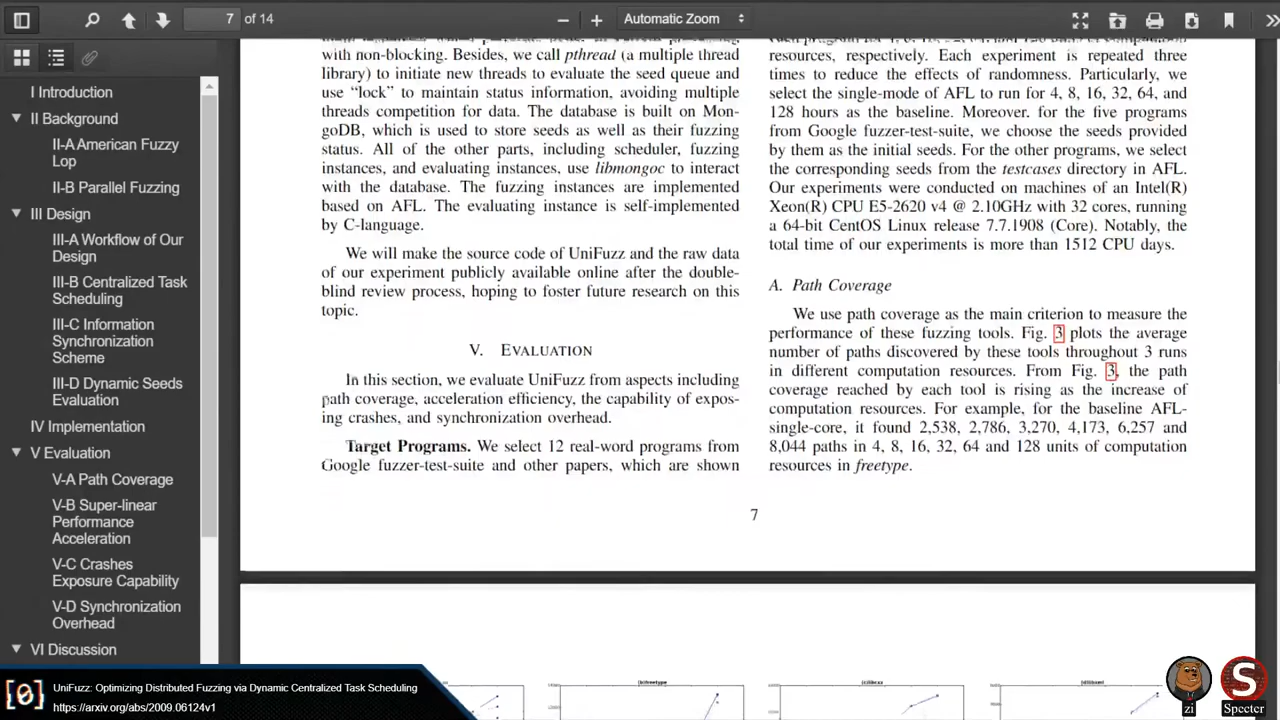 7
of 14
Automatic Zoom
I Introduction
II Background
II-A American Fuzzy
Lop
II-B Parallel Fuzzing
III Design
III-A Workflow of Our
Design
III-B Centralized Task
Scheduling
III-C Information
Synchronization
Scheme
III-D Dynamic Seeds
Evaluation
IV Implementation
V Evaluation
V-A Path Coverage
V-B Super-linear
Performance
Acceleration
V-C Crashes
Exposure Capability
V-D Synchronization
Overhead
VI Discussion
with non-blocking. Besides, we call pthread (a multiple thread
library) to initiate new threads to evaluate the seed queue and
use “lock” to maintain status information, avoiding multiple
threads competition for data. The database is built on Mon-
goDB, which is used to store seeds as well as their fuzzing
status. All of the other parts, including scheduler, fuzzing
instances, and evaluating instances, use libmongoc to interact
with the database. The fuzzing instances are implemented
based on AFL. The evaluating instance is self-implemented
by C-language.
We will make the source code of UniFuzz and the raw data
of our experiment publicly available online after the double-
blind review process, hoping to foster future research on this
topic.
V. EVALUATION
In this section, we evaluate UniFuzz from aspects including
path coverage, acceleration efficiency, the capability of expos-
ing crashes, and synchronization overhead.
Target Programs. We select 12 real-word programs from
Google fuzzer-test-suite and other papers, which are shown
resources, respectively. Each experiment is repeated three
times to reduce the effects of randomness. Particularly, we
select the single-mode of AFL to run for 4, 8, 16, 32, 64, and
128 hours as the baseline. Moreover, for the five programs
from Google fuzzer-test-suite, we choose the seeds provided
by them as the initial seeds. For the other programs, we select
the corresponding seeds from the testcases directory in AFL.
Our experiments were conducted on machines of an Intel(R)
Xeon(R) CPU E5-2620 v4 @ 2.10GHz with 32 cores, running
a 64-bit CentOS Linux release 7.7.1908 (Core). Notably, the
total time of our experiments is more than 1512 CPU days.
A. Path Coverage
We use path coverage as the main criterion to measure the
performance of these fuzzing tools. Fig. 3 plots the average
number of paths discovered by these tools throughout 3 runs
in different computation resources. From Fig. 3, the path
coverage reached by each tool is rising as the increase of
computation resources. For example, for the baseline AFL-
single-core, it found 2,538, 2,786, 3,270, 4,173, 6,257 and
8,044 paths in 4, 8, 16, 32, 64 and 128 units of computation
resources in freetype.
7
[0]
UniFuzz: Optimizing Distributed Fuzzing via Dynamic Centralized Task Scheduling
https://arxiv.org/abs/2009.06124v1
zi
Specter